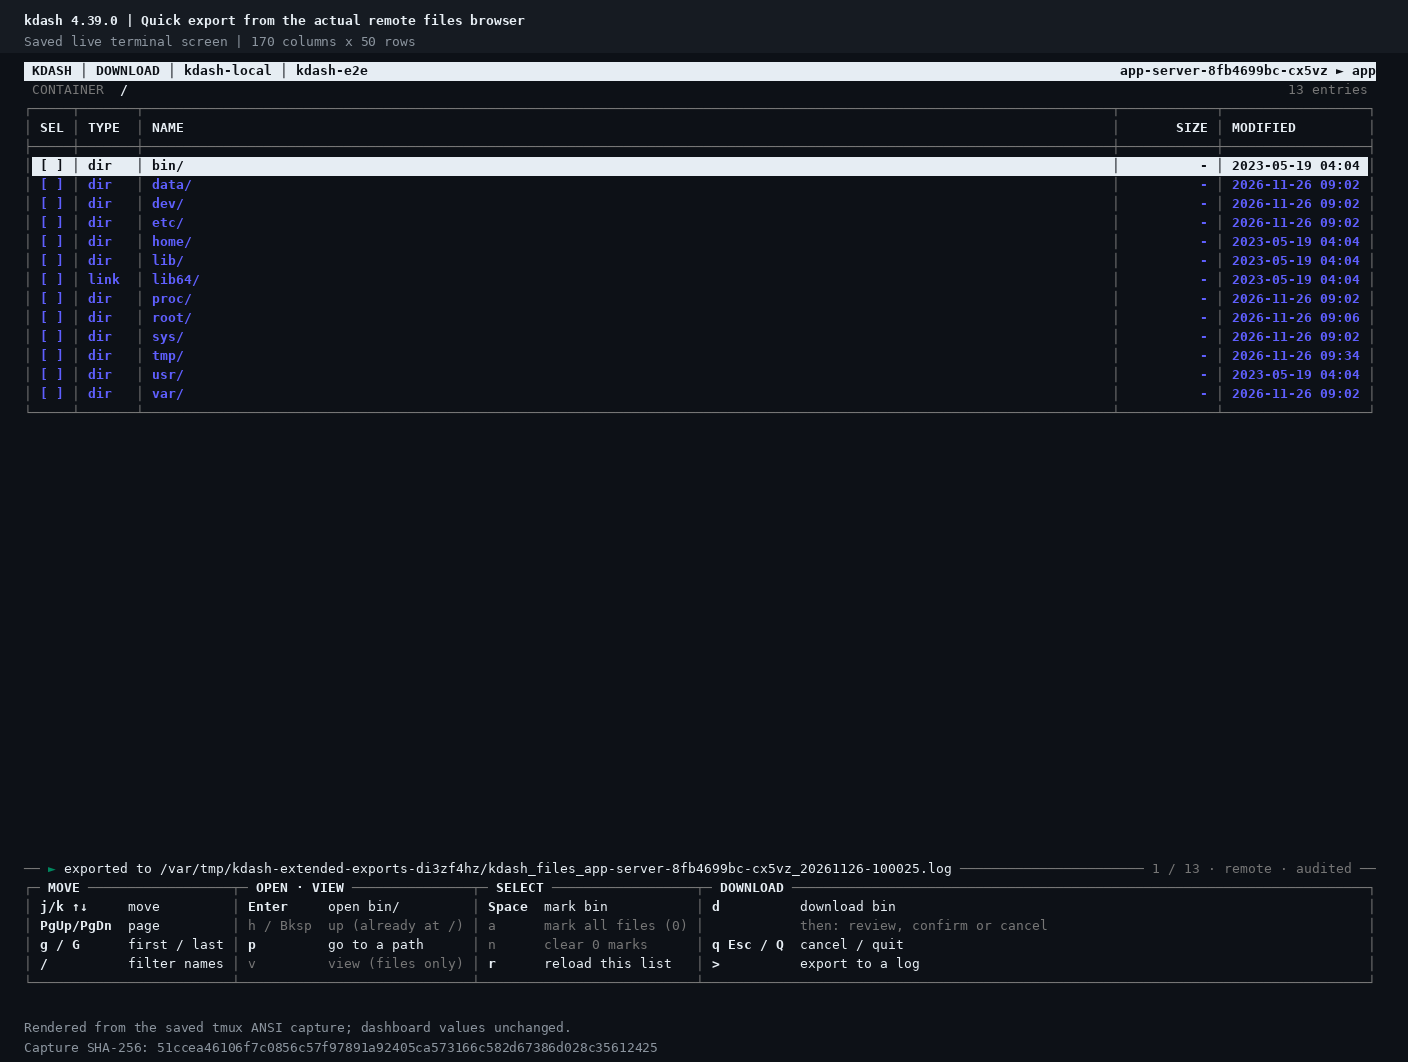 kdash 4.39.0 | Quick export from the actual remote files browser
Saved live terminal screen | 170 columns x 50 rows
KDASH │ DOWNLOAD │ kdash-local │ kdash-e2e app-server-8fb4699bc-cx5vz ► app
CONTAINER / 13 entries
SEL │ TYPE │ NAME │ SIZE │ MODIFIED
[ ] │ dir │ bin/ │ - │ 2023-05-19 04:04
[ ] │ dir │ data/ │ - │ 2026-11-26 09:02
[ ] │ dir │ dev/ │ - │ 2026-11-26 09:02
[ ] │ dir │ etc/ │ - │ 2026-11-26 09:02
[ ] │ dir │ home/ │ - │ 2023-05-19 04:04
[ ] │ dir │ lib/ │ - │ 2023-05-19 04:04
[ ] │ link │ lib64/ │ - │ 2023-05-19 04:04
[ ] │ dir │ proc/ │ - │ 2026-11-26 09:02
[ ] │ dir │ root/ │ - │ 2026-11-26 09:06
[ ] │ dir │ sys/ │ - │ 2026-11-26 09:02
[ ] │ dir │ tmp/ │ - │ 2026-11-26 09:34
[ ] │ dir │ usr/ │ - │ 2023-05-19 04:04
[ ] │ dir │ var/ │ - │ 2026-11-26 09:02
► exported to /var/tmp/kdash-extended-exports-di3zf4hz/kdash_files_app-server-8fb4699bc-cx5vz_20261126-100025.log 1 / 13 · remote · audited
MOVE OPEN · VIEW SELECT DOWNLOAD
j/k ↑↓ move │ Enter open bin/ │ Space mark bin │ d download bin
PgUp/PgDn page │ h / Bksp up (already at /) │ a mark all files (0) │ then: review, confirm or cancel
g / G first / last │ p go to a path │ n clear 0 marks │ q Esc / Q cancel / quit
/ filter names │ v view (files only) │ r reload this list │ > export to a log
Rendered from the saved tmux ANSI capture; dashboard values unchanged.
Capture SHA-256: 51ccea46106f7c0856c57f97891a92405ca573166c582d67386d028c35612425